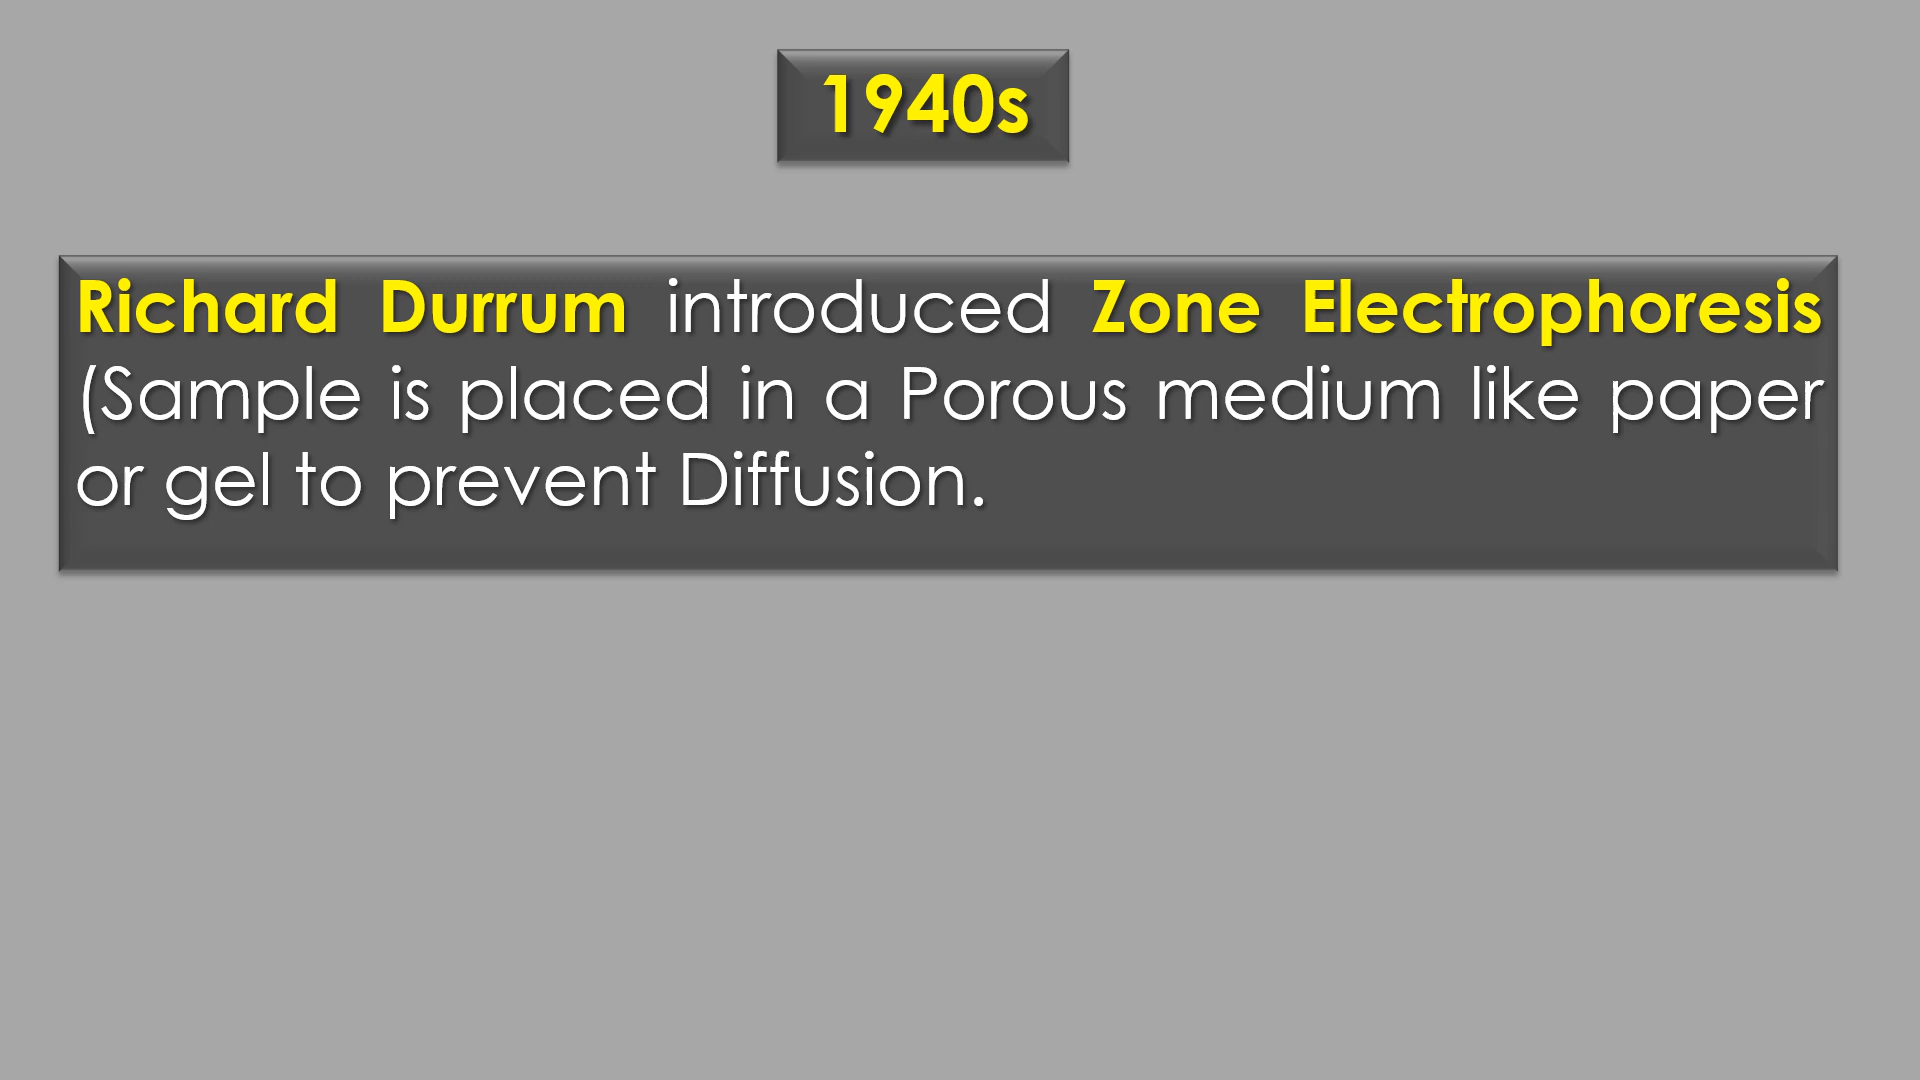 1940s
Richard Durrum introduced Zone Electrophoresis
(Sample is placed in a Porous medium like paper
or gel to prevent Diffusion.